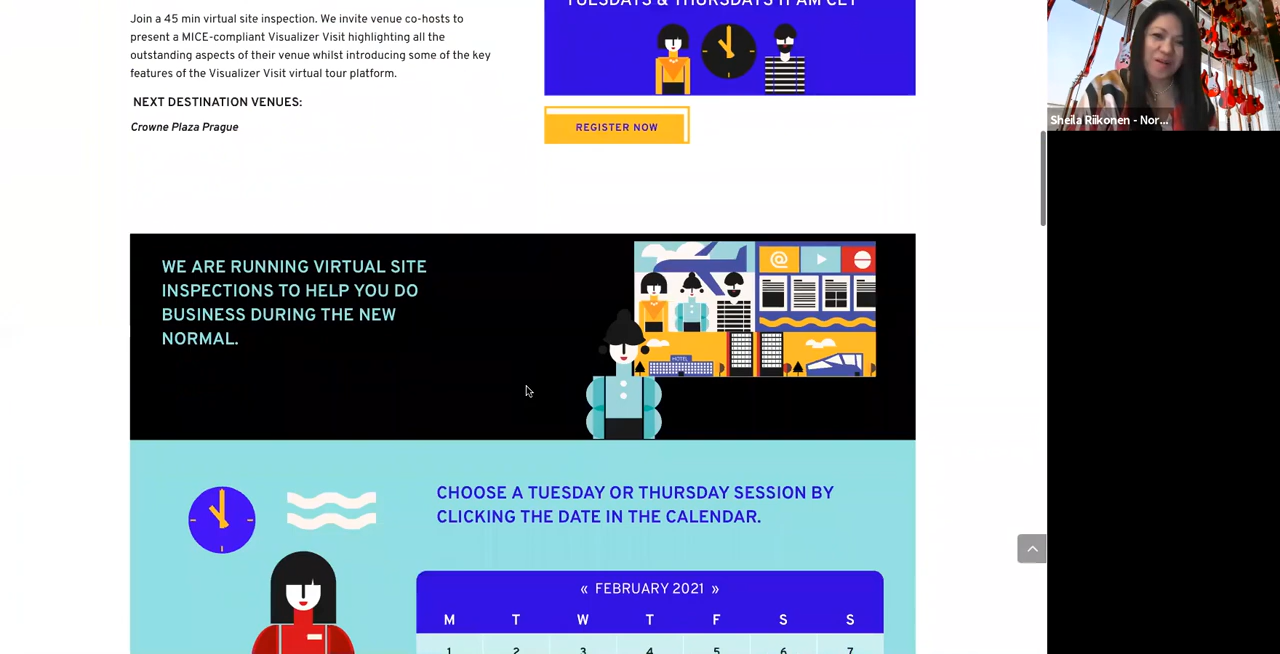 TUESDAYS & THURSDAYS 11 AM CET
Join a 45 min virtual site inspection. We invite venue co-hosts to
present a MICE-compliant Visualizer Visit highlighting all the
outstanding aspects of their venue whilst introducing some of the key
features of the Visualizer Visit virtual tour platform.
NEXT DESTINATION VENUES:
Crowne Plaza Prague
REGISTER NOW
Sheila Riikonen - Nor...
WE ARE RUNNING VIRTUAL SITE
INSPECTIONS TO HELP YOU DO
BUSINESS DURING THE NEW
NORMAL.
@
HOTEL
CHOOSE A TUESDAY OR THURSDAY SESSION BY
CLICKING THE DATE IN THE CALENDAR.
« FEBRUARY 2021 »
M T W T F S S
1 2 3 4 5 6 7